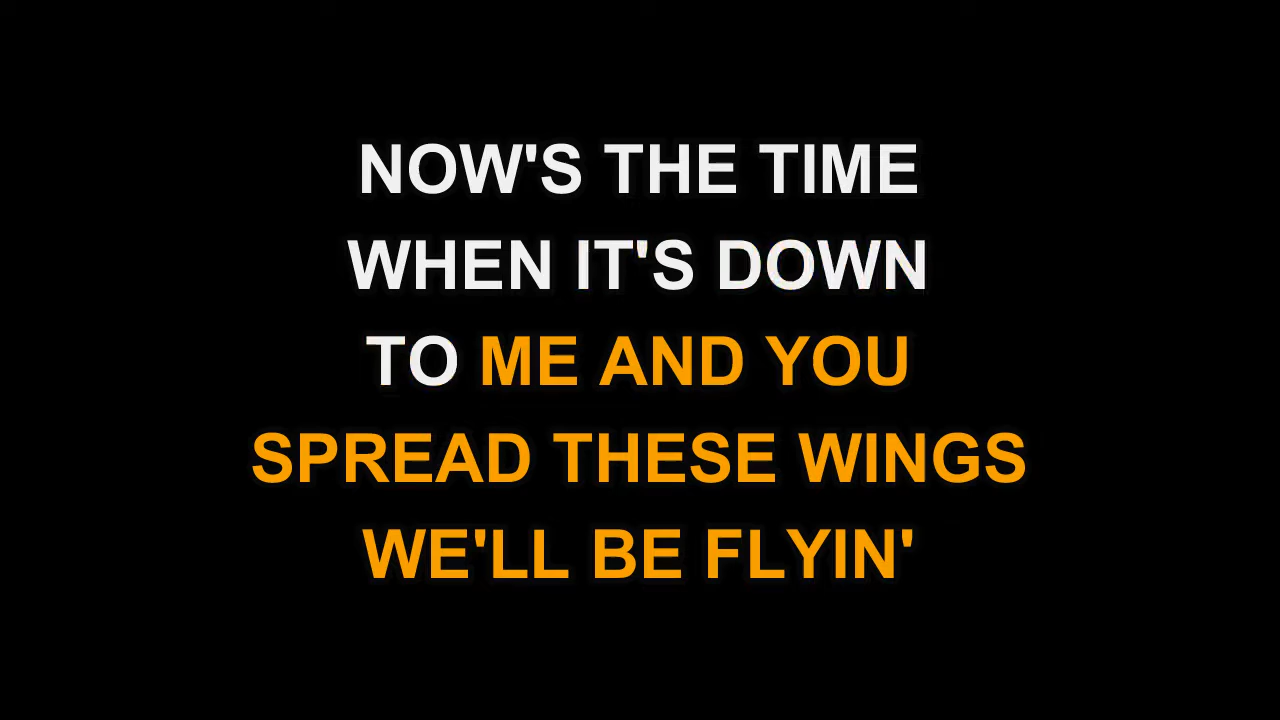 NOW'S THE TIME
WHEN IT'S DOWN
TO ME AND YOU
SPREAD THESE WINGS
WE'LL BE FLYIN'